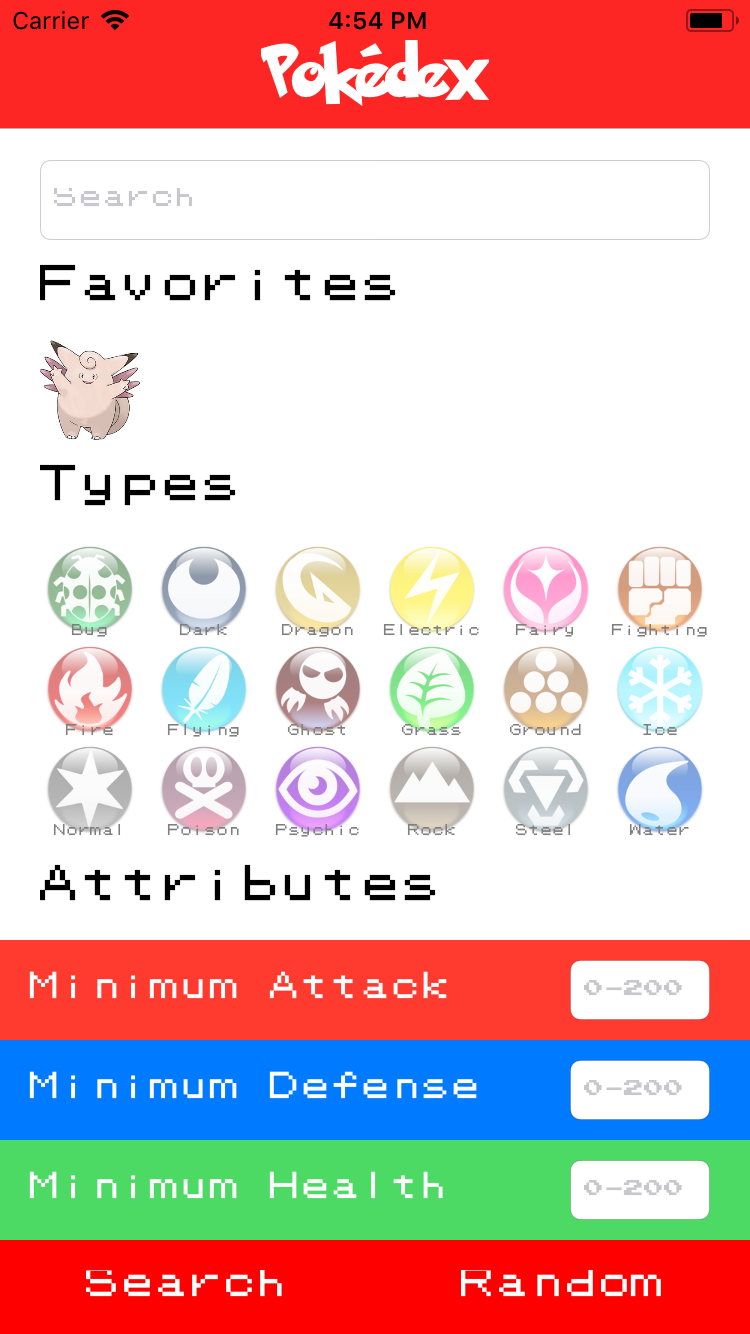 Carrier 4:54 PM
Pokédex
Search
Favorites
Types
Bug Dark Dragon Electric Fairy Fighting
Fire Flying Ghost Grass Ground Ice
Normal Poison Psychic Rock Steel Water
Attributes
Minimum Attack 0-200
Minimum Defense 0-200
Minimum Health 0-200
Search Random